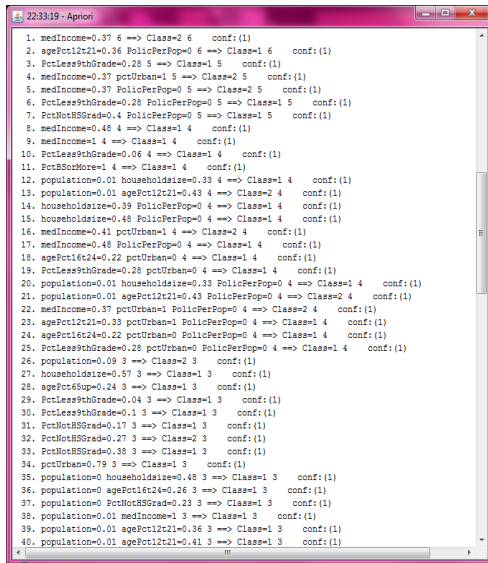 22:33:19 - Apriori
1. medIncome=0.37 6 ==> Class=2 6 conf:(1)
2. agePct12t21=0.36 PolicPerPop=0 6 ==> Class=1 6 conf:(1)
3. PctLess9thGrade=0.28 5 ==> Class=1 5 conf:(1)
4. medIncome=0.37 pctUrban=1 5 ==> Class=2 5 conf:(1)
5. medIncome=0.37 PolicPerPop=0 5 ==> Class=2 5 conf:(1)
6. PctLess9thGrade=0.28 PolicPerPop=0 5 ==> Class=1 5 conf:(1)
7. PctNotHSGrad=0.4 PolicPerPop=0 5 ==> Class=1 5 conf:(1)
8. medIncome=0.48 4 ==> Class=1 4 conf:(1)
9. medIncome=1 4 ==> Class=1 4 conf:(1)
10. PctLess9thGrade=0.06 4 ==> Class=1 4 conf:(1)
11. PctBSorMore=1 4 ==> Class=1 4 conf:(1)
12. population=0.01 householdsize=0.33 4 ==> Class=1 4 conf:(1)
13. population=0.01 agePct12t21=0.43 4 ==> Class=2 4 conf:(1)
14. householdsize=0.39 PolicPerPop=0 4 ==> Class=1 4 conf:(1)
15. householdsize=0.48 PolicPerPop=0 4 ==> Class=1 4 conf:(1)
16. medIncome=0.41 pctUrban=1 4 ==> Class=2 4 conf:(1)
17. medIncome=0.48 PolicPerPop=0 4 ==> Class=1 4 conf:(1)
18. agePct16t24=0.22 pctUrban=0 4 ==> Class=1 4 conf:(1)
19. PctLess9thGrade=0.28 pctUrban=0 4 ==> Class=1 4 conf:(1)
20. population=0.01 householdsize=0.33 PolicPerPop=0 4 ==> Class=1 4 conf:(1)
21. population=0.01 agePct12t21=0.43 PolicPerPop=0 4 ==> Class=2 4 conf:(1)
22. medIncome=0.37 pctUrban=1 PolicPerPop=0 4 ==> Class=2 4 conf:(1)
23. agePct12t21=0.33 pctUrban=1 PolicPerPop=0 4 ==> Class=1 4 conf:(1)
24. agePct16t24=0.22 pctUrban=0 PolicPerPop=0 4 ==> Class=1 4 conf:(1)
25. PctLess9thGrade=0.28 pctUrban=0 PolicPerPop=0 4 ==> Class=1 4 conf:(1)
26. population=0.09 3 ==> Class=2 3 conf:(1)
27. householdsize=0.57 3 ==> Class=1 3 conf:(1)
28. agePct65up=0.24 3 ==> Class=1 3 conf:(1)
29. PctLess9thGrade=0.04 3 ==> Class=1 3 conf:(1)
30. PctLess9thGrade=0.1 3 ==> Class=1 3 conf:(1)
31. PctNotHSGrad=0.17 3 ==> Class=1 3 conf:(1)
32. PctNotHSGrad=0.27 3 ==> Class=2 3 conf:(1)
33. PctNotHSGrad=0.38 3 ==> Class=1 3 conf:(1)
34. pctUrban=0.79 3 ==> Class=1 3 conf:(1)
35. population=0 householdsize=0.48 3 ==> Class=1 3 conf:(1)
36. population=0 agePct16t24=0.26 3 ==> Class=1 3 conf:(1)
37. population=0 PctNotHSGrad=0.23 3 ==> Class=1 3 conf:(1)
38. population=0.01 medIncome=1 3 ==> Class=1 3 conf:(1)
39. population=0.01 agePct12t21=0.36 3 ==> Class=1 3 conf:(1)
40. population=0.01 agePct12t21=0.41 3 ==> Class=1 3 conf:(1)